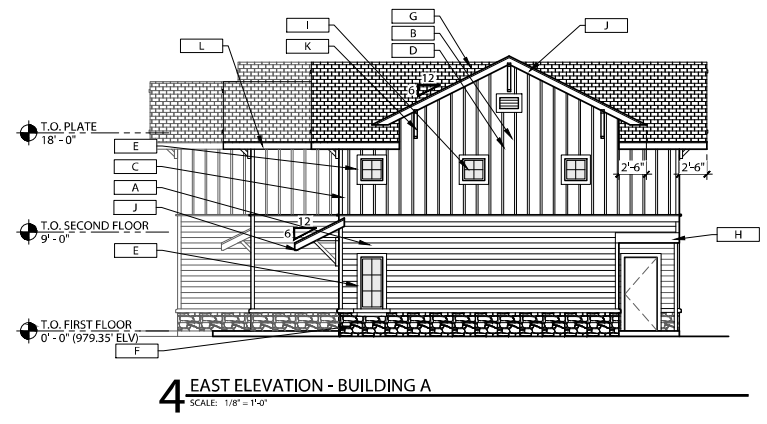 I
G
J
B
L
K
D
12
6
T.O. PLATE
18' - 0"
E
C
2'-6"
2'-6"
A
J
12
T.O. SECOND FLOOR
9' - 0"
6
H
E
T.O. FIRST FLOOR
0' - 0" (979.35' ELV)
F
4
EAST ELEVATION - BUILDING A
SCALE: 1/8" = 1'-0"